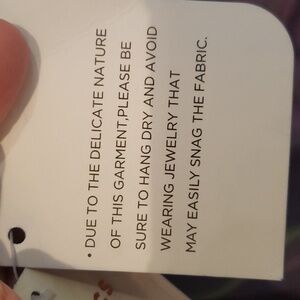 • DUE TO THE DELICATE NATURE
OF THIS GARMENT,PLEASE BE
SURE TO HANG DRY AND AVOID
WEARING JEWELRY THAT
MAY EASILY SNAG THE FABRIC.